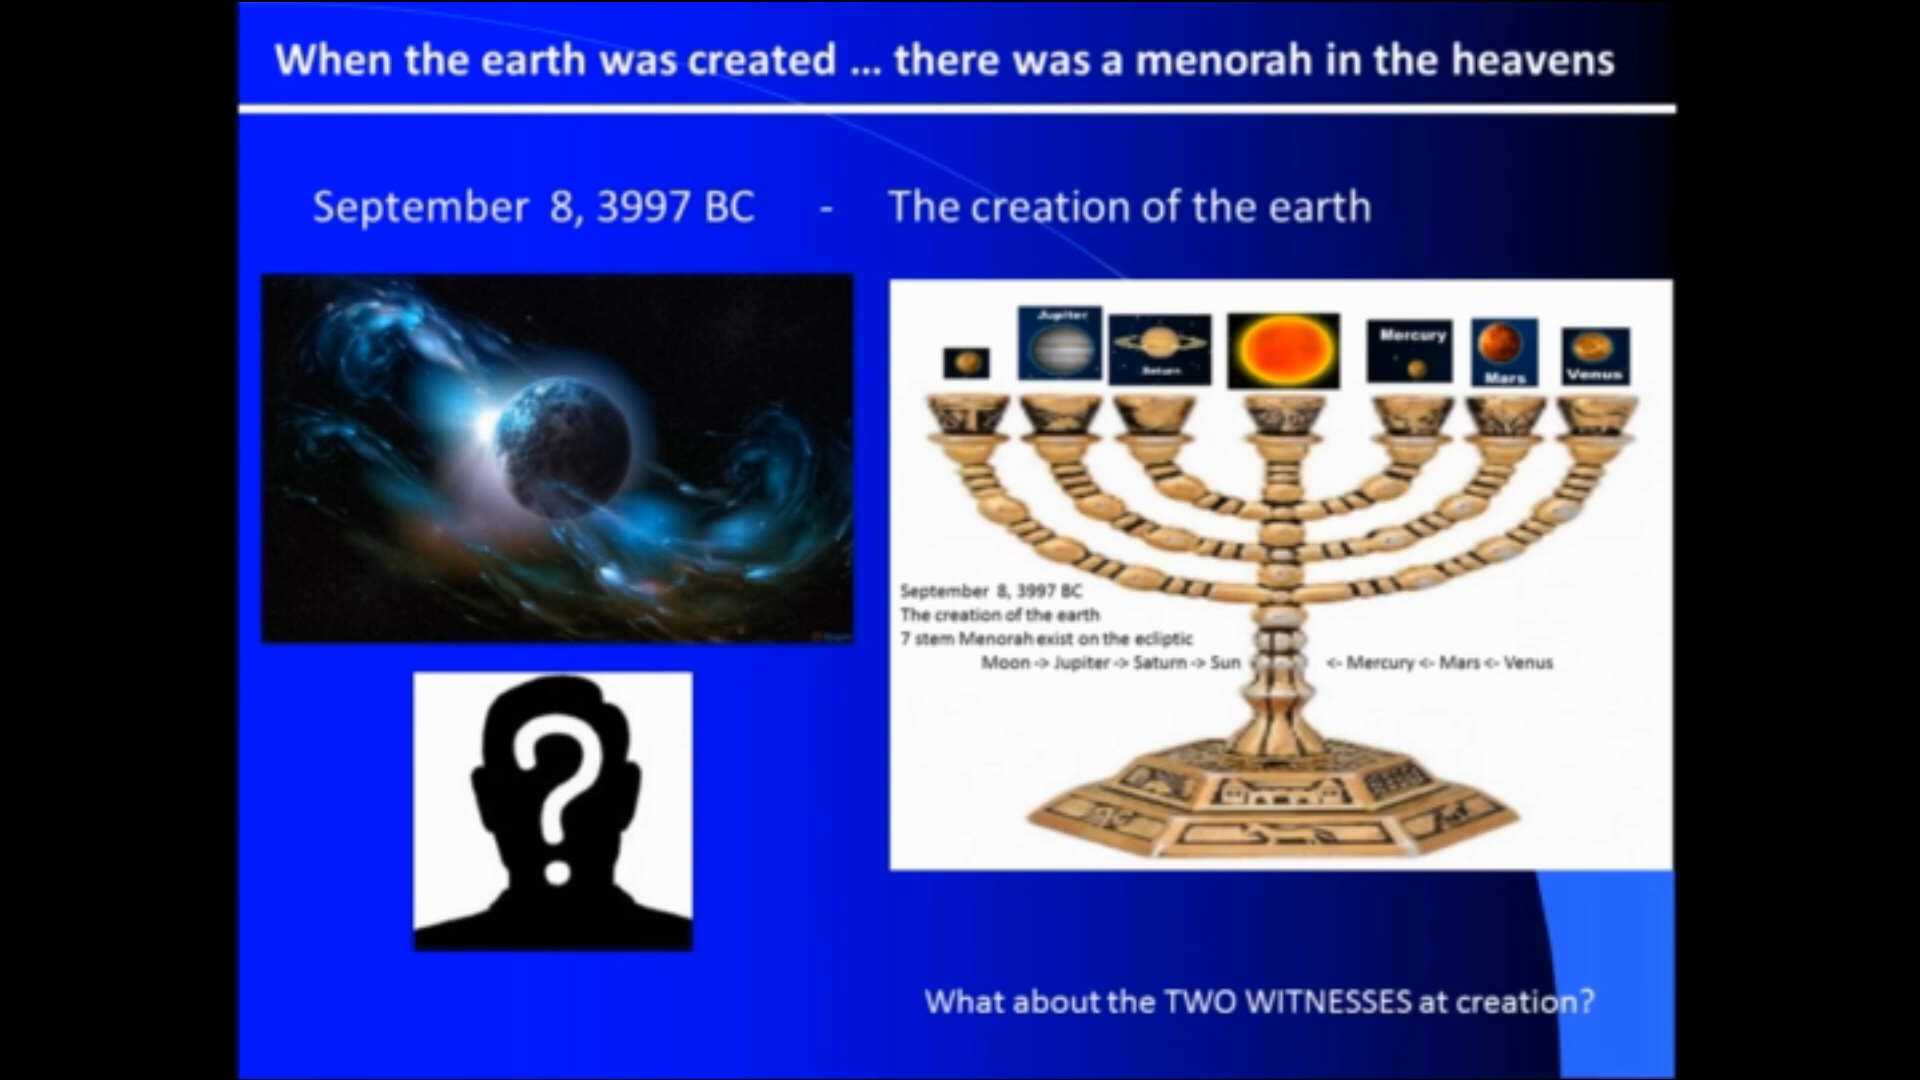 When the earth was created ... there was a menorah in the heavens
September 8, 3997 BC - The creation of the earth
Jupiter
Saturn
Mercury
Mars
Venus
September 8, 3997 BC
The creation of the earth
7 stem Menorah exist on the ecliptic
Moon -> Jupiter -> Saturn -> Sun <- Mercury <- Mars <- Venus
?
What about the TWO WITNESSES at creation?